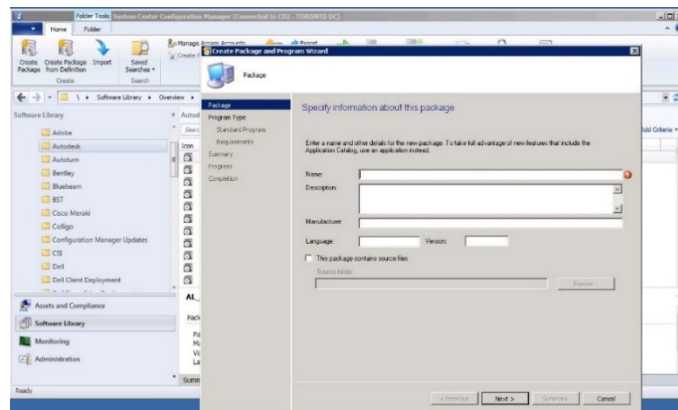 Folder Tools System Center Configuration Manager (Connected to CB2 - TORONTO DC)
Home Folder
Create Package
Create Package from Definition
Import
Saved Searches
Create
Search
Manage Access Accounts
Create
Export
\ Software Library Overview
Software Library
Adobe
Autodesk
Autoturn
Bentley
Bluebeam
BST
Cisco Meraki
Colligo
Configuration Manager Updates
CSI
Dell
Dell Client Deployment
Assets and Compliance
Software Library
Monitoring
Administration
Ready
Autod
Icon
Add Criteria
Create Package and Program Wizard
Package
Package
Program Type
Standard Program
Requirements
Summary
Progress
Completion
Specify information about this package
Enter a name and other details for the new package. To take full advantage of new features that include the
Application Catalog, use an application instead.
Name:
Description:
Manufacturer:
Language: Version:
This package contains source files
Source folder:
Browse...
< Previous Next > Summary Cancel